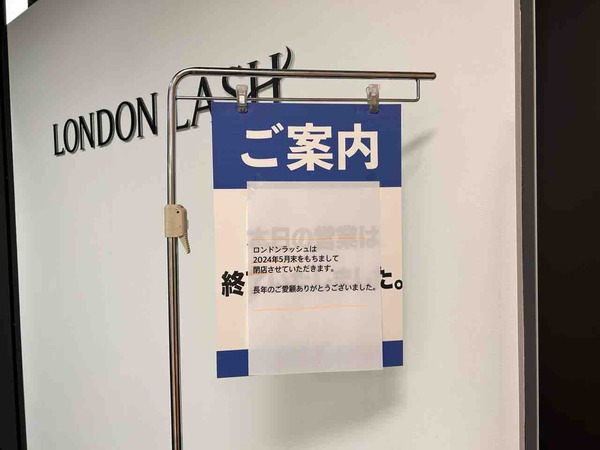 LONDON LASH
ご案内
ロンドンラッシュは
2024年5月末をもちまして
閉店させていただきます。
長年のご愛顧ありがとうございました。
終
た。